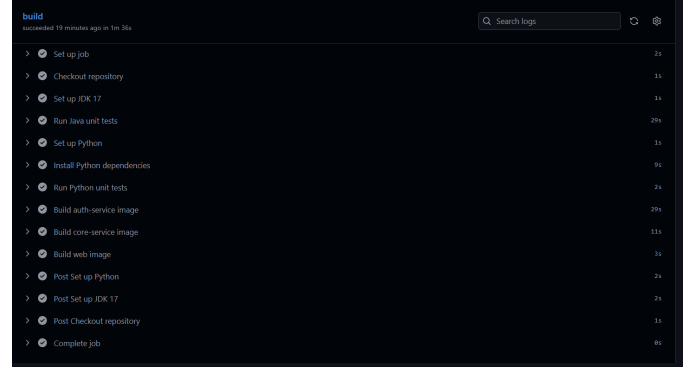 build
succeeded 19 minutes ago in 1m 36s
Search logs
Set up job 2s
Checkout repository 1s
Set up JDK 17 1s
Run Java unit tests 29s
Set up Python 1s
Install Python dependencies 9s
Run Python unit tests 2s
Build auth-service image 29s
Build core-service image 11s
Build web image 3s
Post Set up Python 2s
Post Set up JDK 17 2s
Post Checkout repository 1s
Complete job 0s